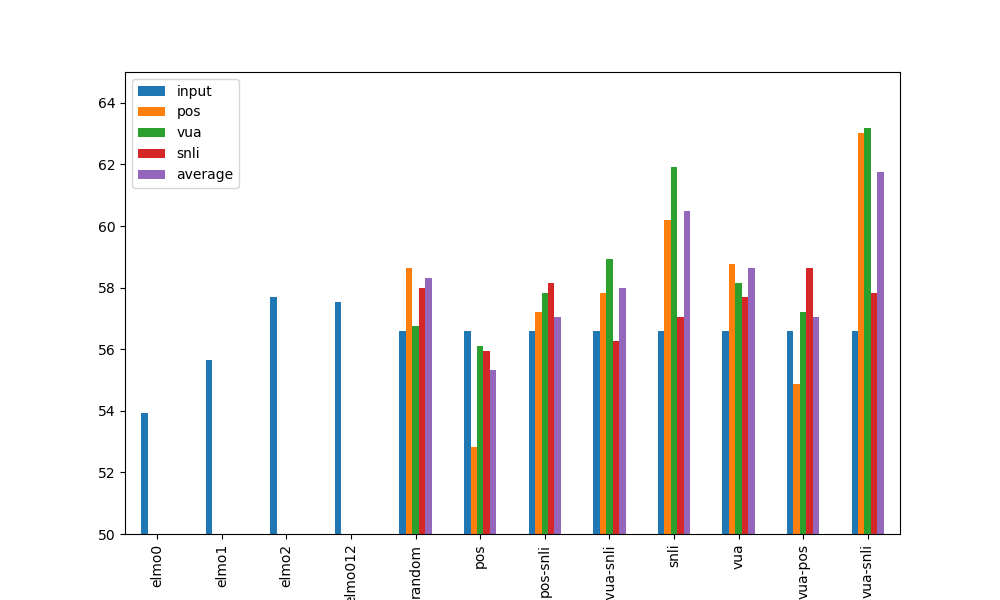 64
62
60
58
56
54
52
50
input
pos
vua
snli
average
elmo0
elmo1
elmo2
elmo012
random
pos
pos-snli
vua-snli
snli
vua
vua-pos
vua-snli